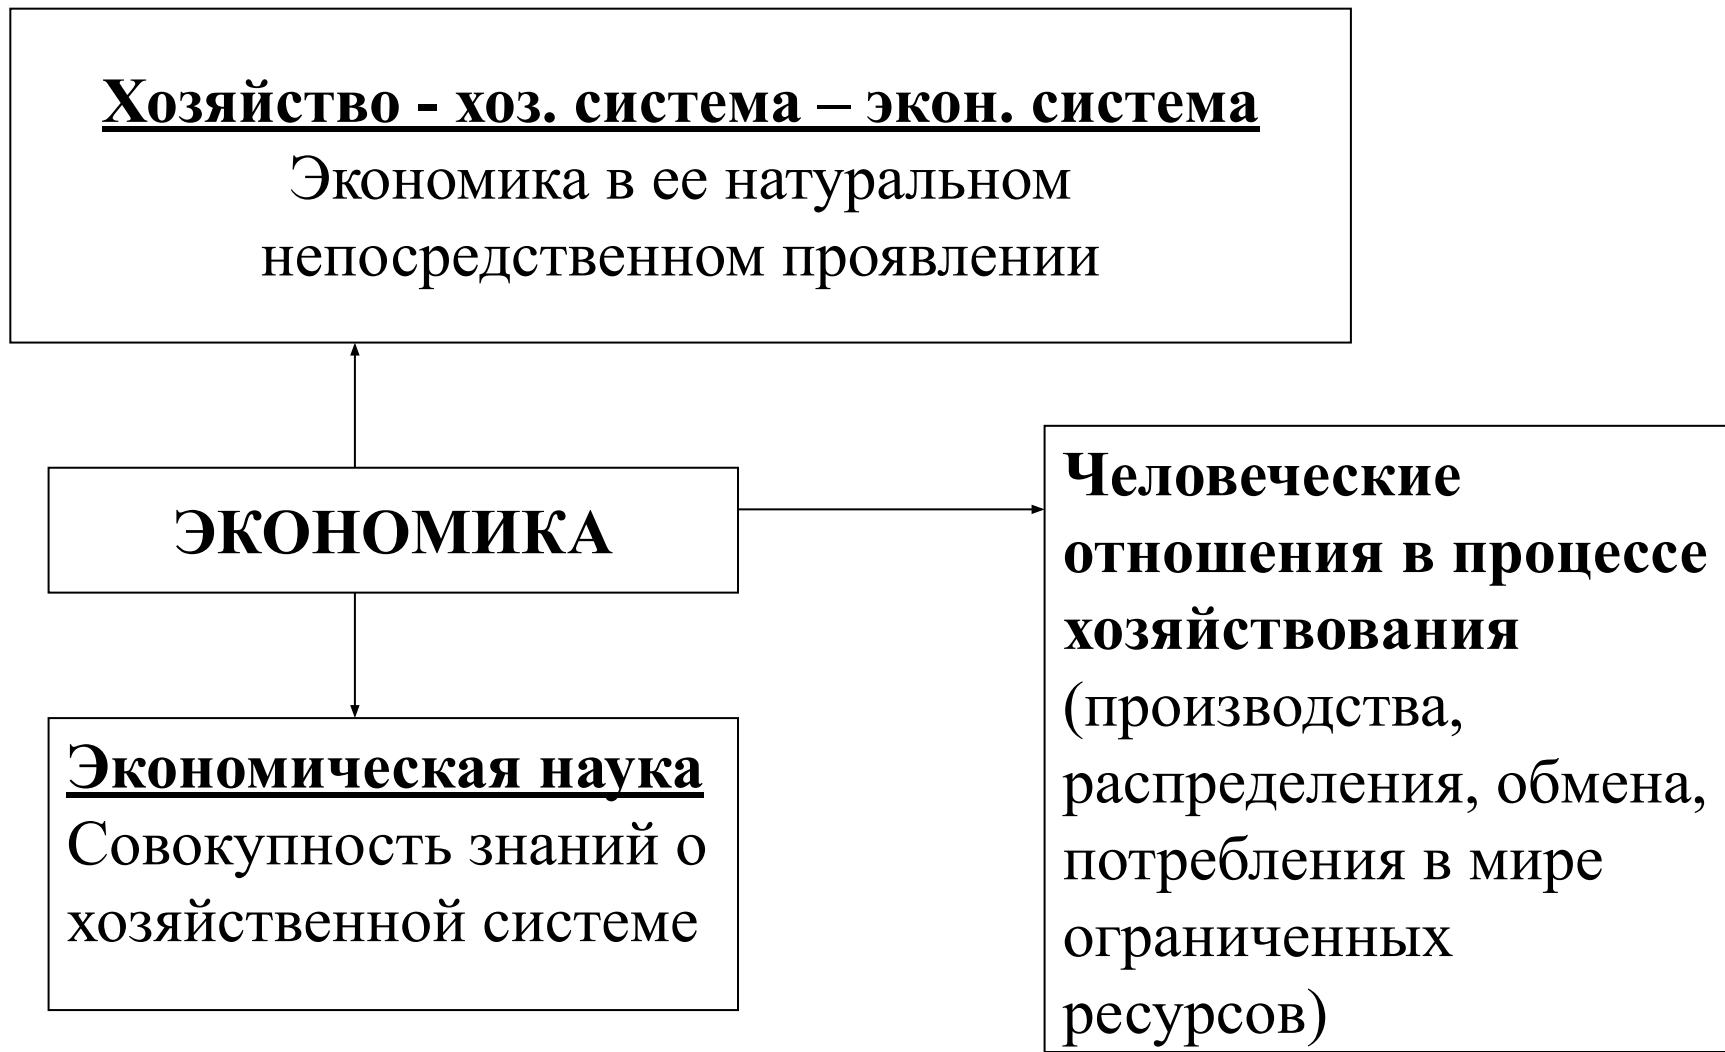 Хозяйство - хоз. система – экон. система
Экономика в ее натуральном
непосредственном проявлении
ЭКОНОМИКА
Человеческие
отношения в процессе
хозяйствования
(производства,
распределения, обмена,
потребления в мире
ограниченных
ресурсов)
Экономическая наука
Совокупность знаний о
хозяйственной системе